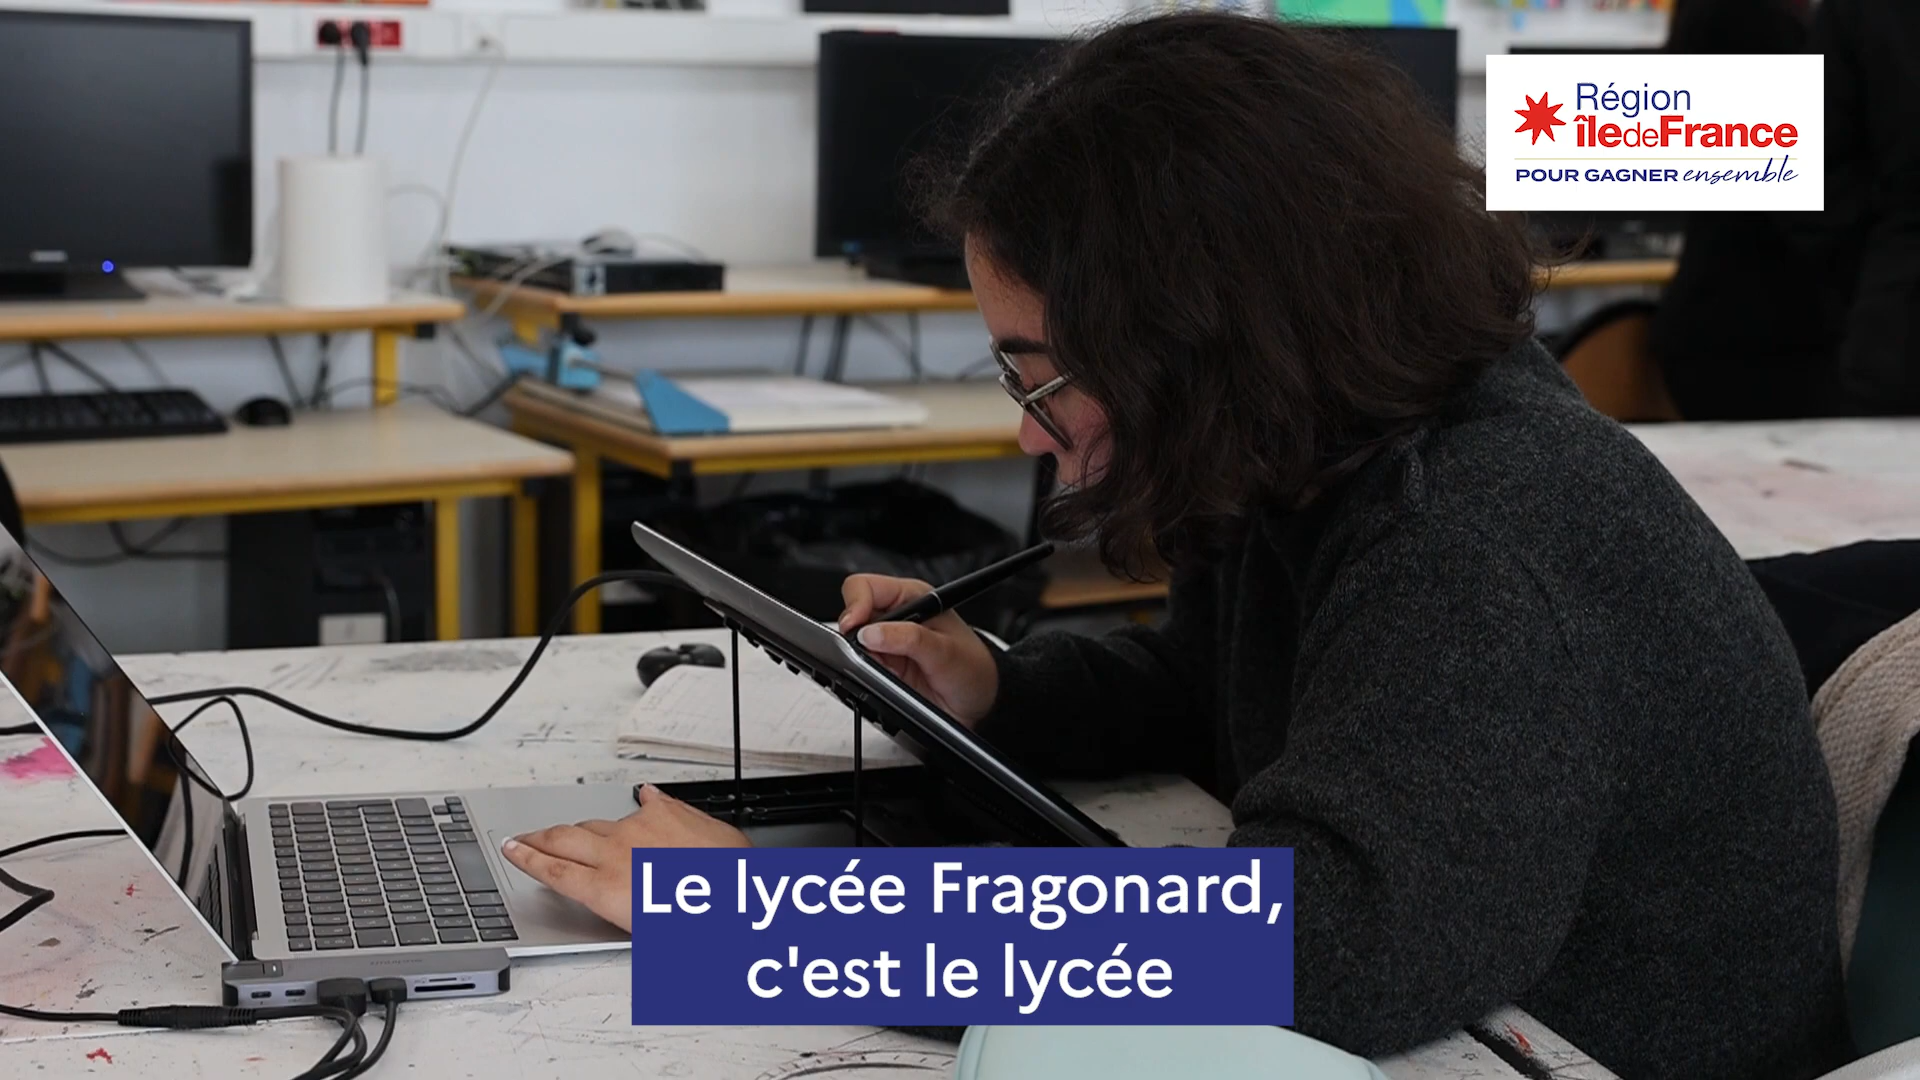 Région
îledeFrance
POUR GAGNER ensemble
Le lycée Fragonard,
c'est le lycée